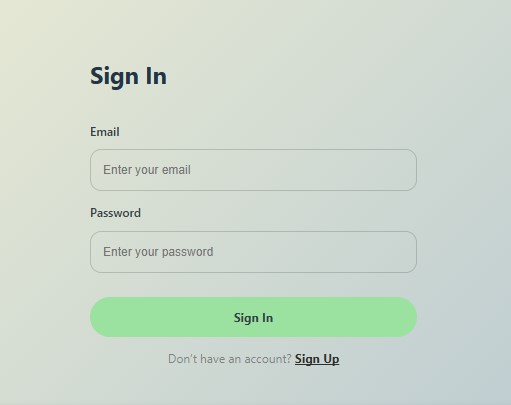 Sign In
Email
Enter your email
Password
Enter your password
Sign In
Don't have an account? Sign Up